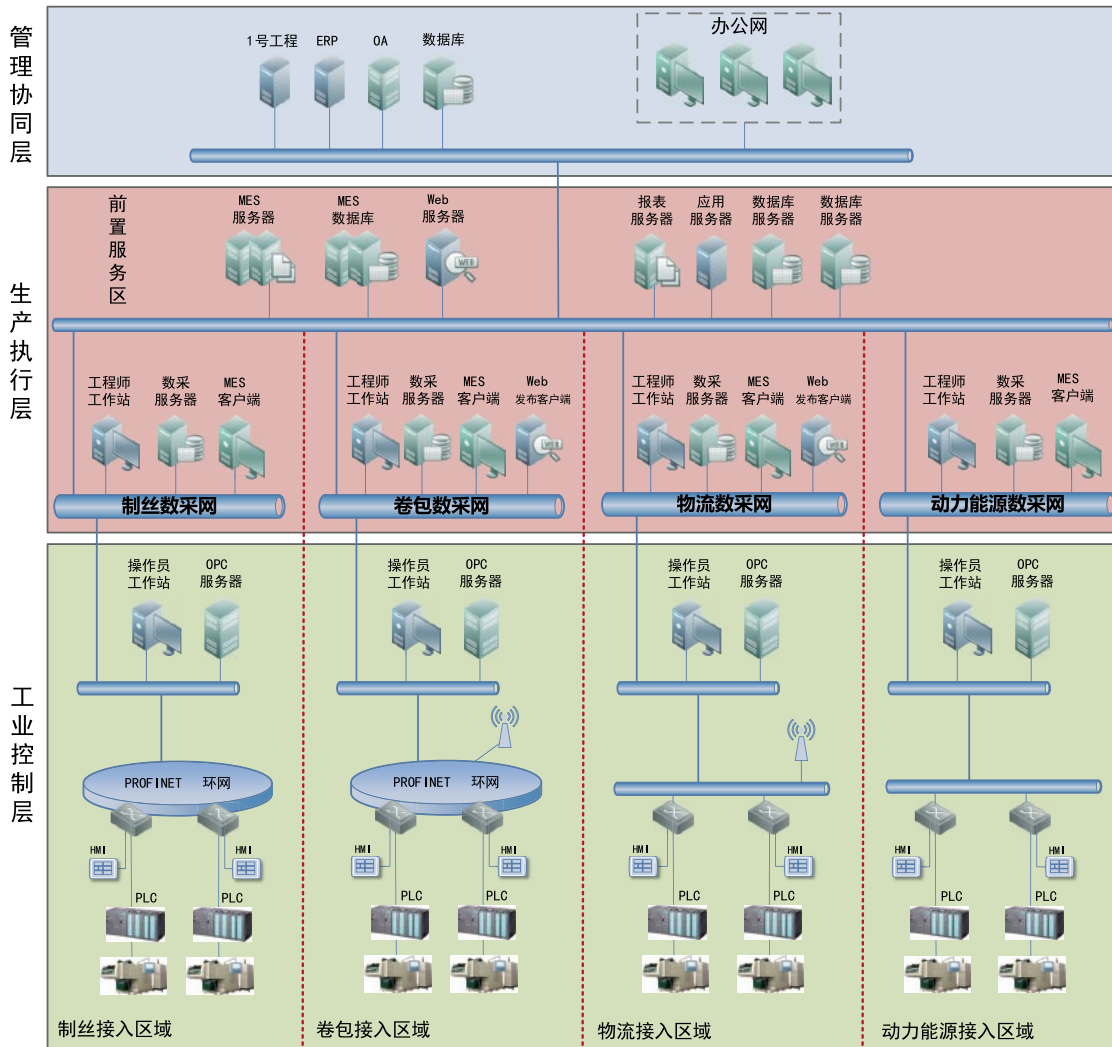 管理协同层
1号工程
ERP
OA
数据库
办公网
生产执行层
前置服务区
MES
服务器
MES
数据库
Web
服务器
报表
服务器
应用
服务器
数据库
服务器
数据库
服务器
工程师
工作站
数采
服务器
MES
客户端
工程师
工作站
数采
服务器
MES
客户端
Web
发布客户端
工程师
工作站
数采
服务器
MES
客户端
Web
发布客户端
工程师
工作站
数采
服务器
MES
客户端
制丝数采网
卷包数采网
物流数采网
动力能源数采网
工业控制层
操作员
工作站
OPC
服务器
操作员
工作站
OPC
服务器
操作员
工作站
OPC
服务器
操作员
工作站
OPC
服务器
PROFINET 环网
PROFINET 环网
HMI
HMI
HMI
HMI
HMI
HMI
HMI
HMI
PLC
PLC
PLC
PLC
PLC
PLC
PLC
PLC
制丝接入区域
卷包接入区域
物流接入区域
动力能源接入区域